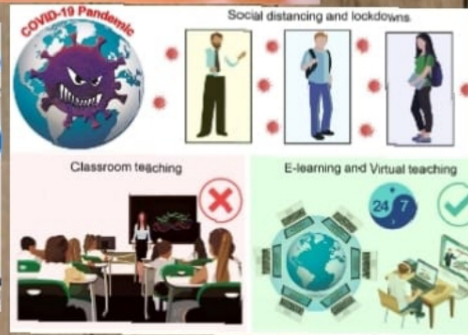 COVID-19 Pandemic
Social distancing and lockdowns
Classroom teaching
E-learning and Virtual teaching
24 7